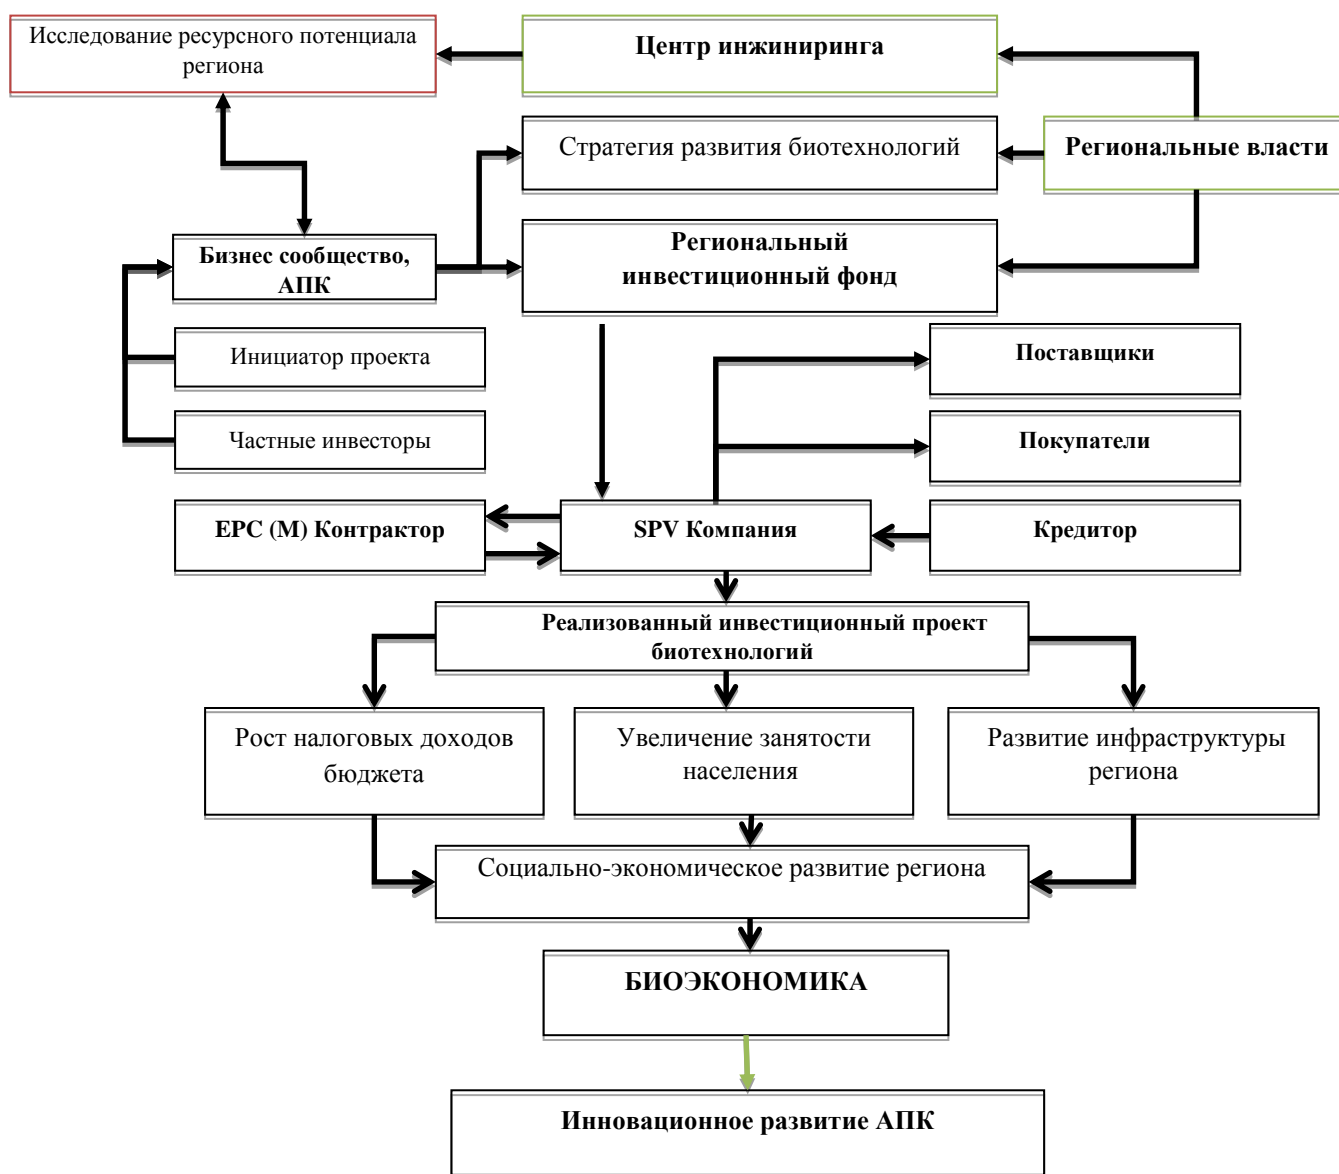 Исследование ресурсного потенциала
региона
Центр инжиниринга
Стратегия развития биотехнологий
Региональные власти
Бизнес сообщество,
АПК
Региональный
инвестиционный фонд
Инициатор проекта
Поставщики
Частные инвесторы
Покупатели
EPC (M) Контрактор
SPV Компания
Кредитор
Реализованный инвестиционный проект
биотехнологий
Рост налоговых доходов
бюджета
Увеличение занятости
населения
Развитие инфраструктуры
региона
Социально-экономическое развитие региона
БИОЭКОНОМИКА
Инновационное развитие АПК